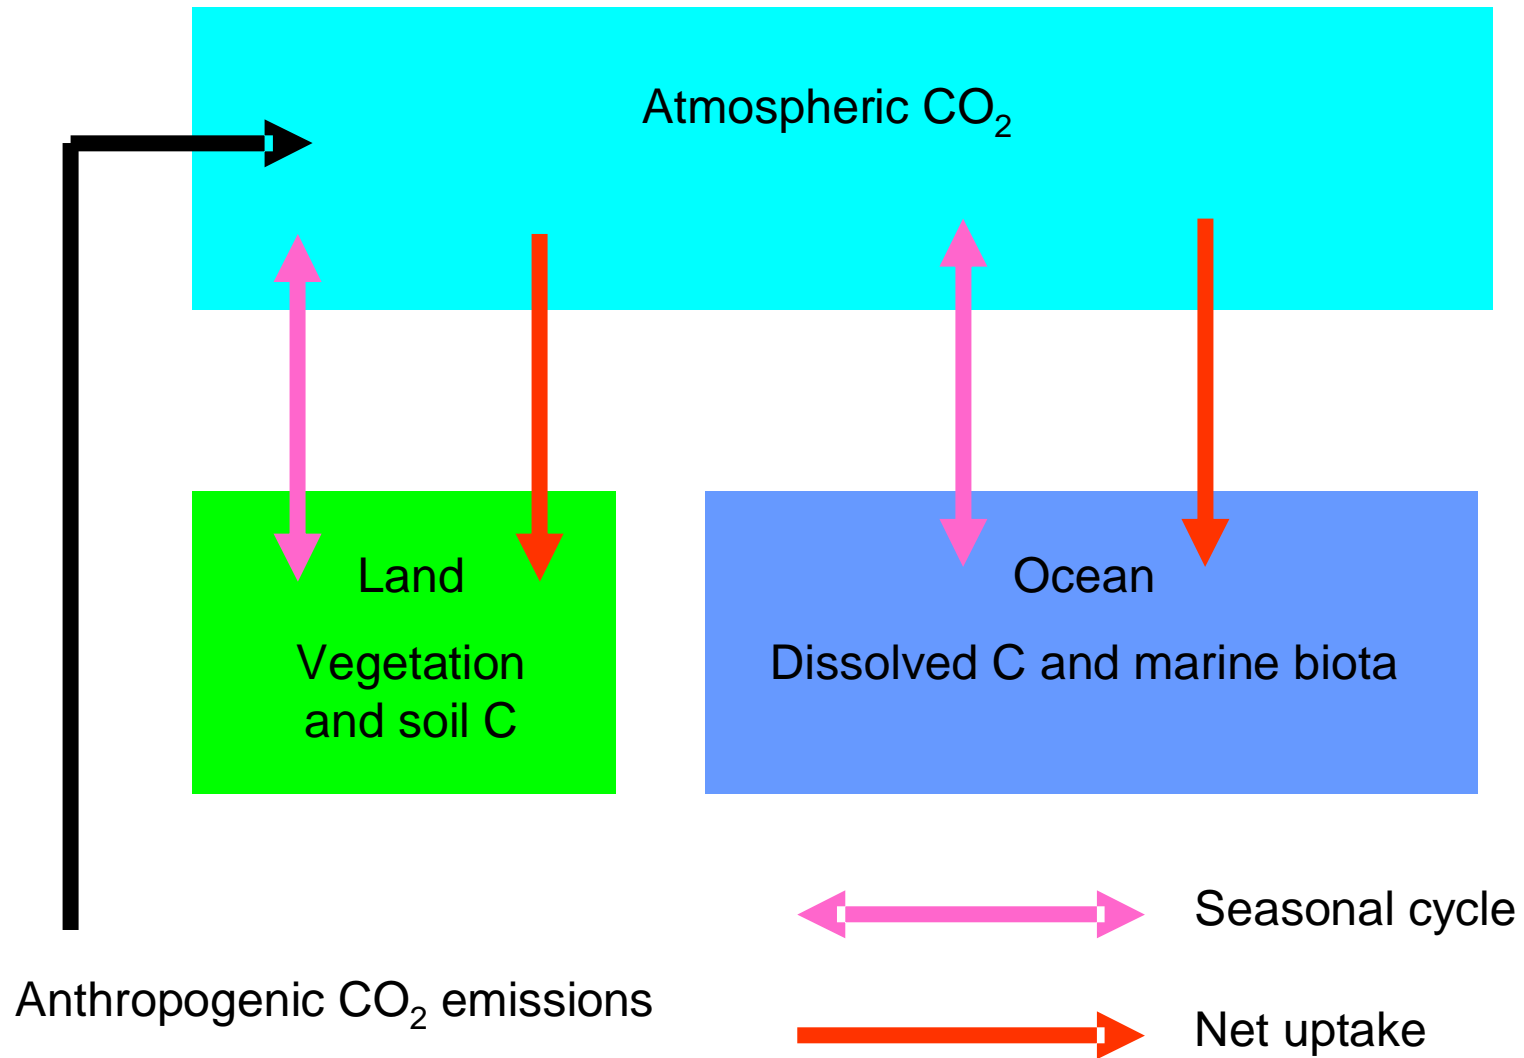 Atmospheric CO₂
Land
Vegetation
and soil C
Ocean
Dissolved C and marine biota
Seasonal cycle
Anthropogenic CO₂ emissions
Net uptake